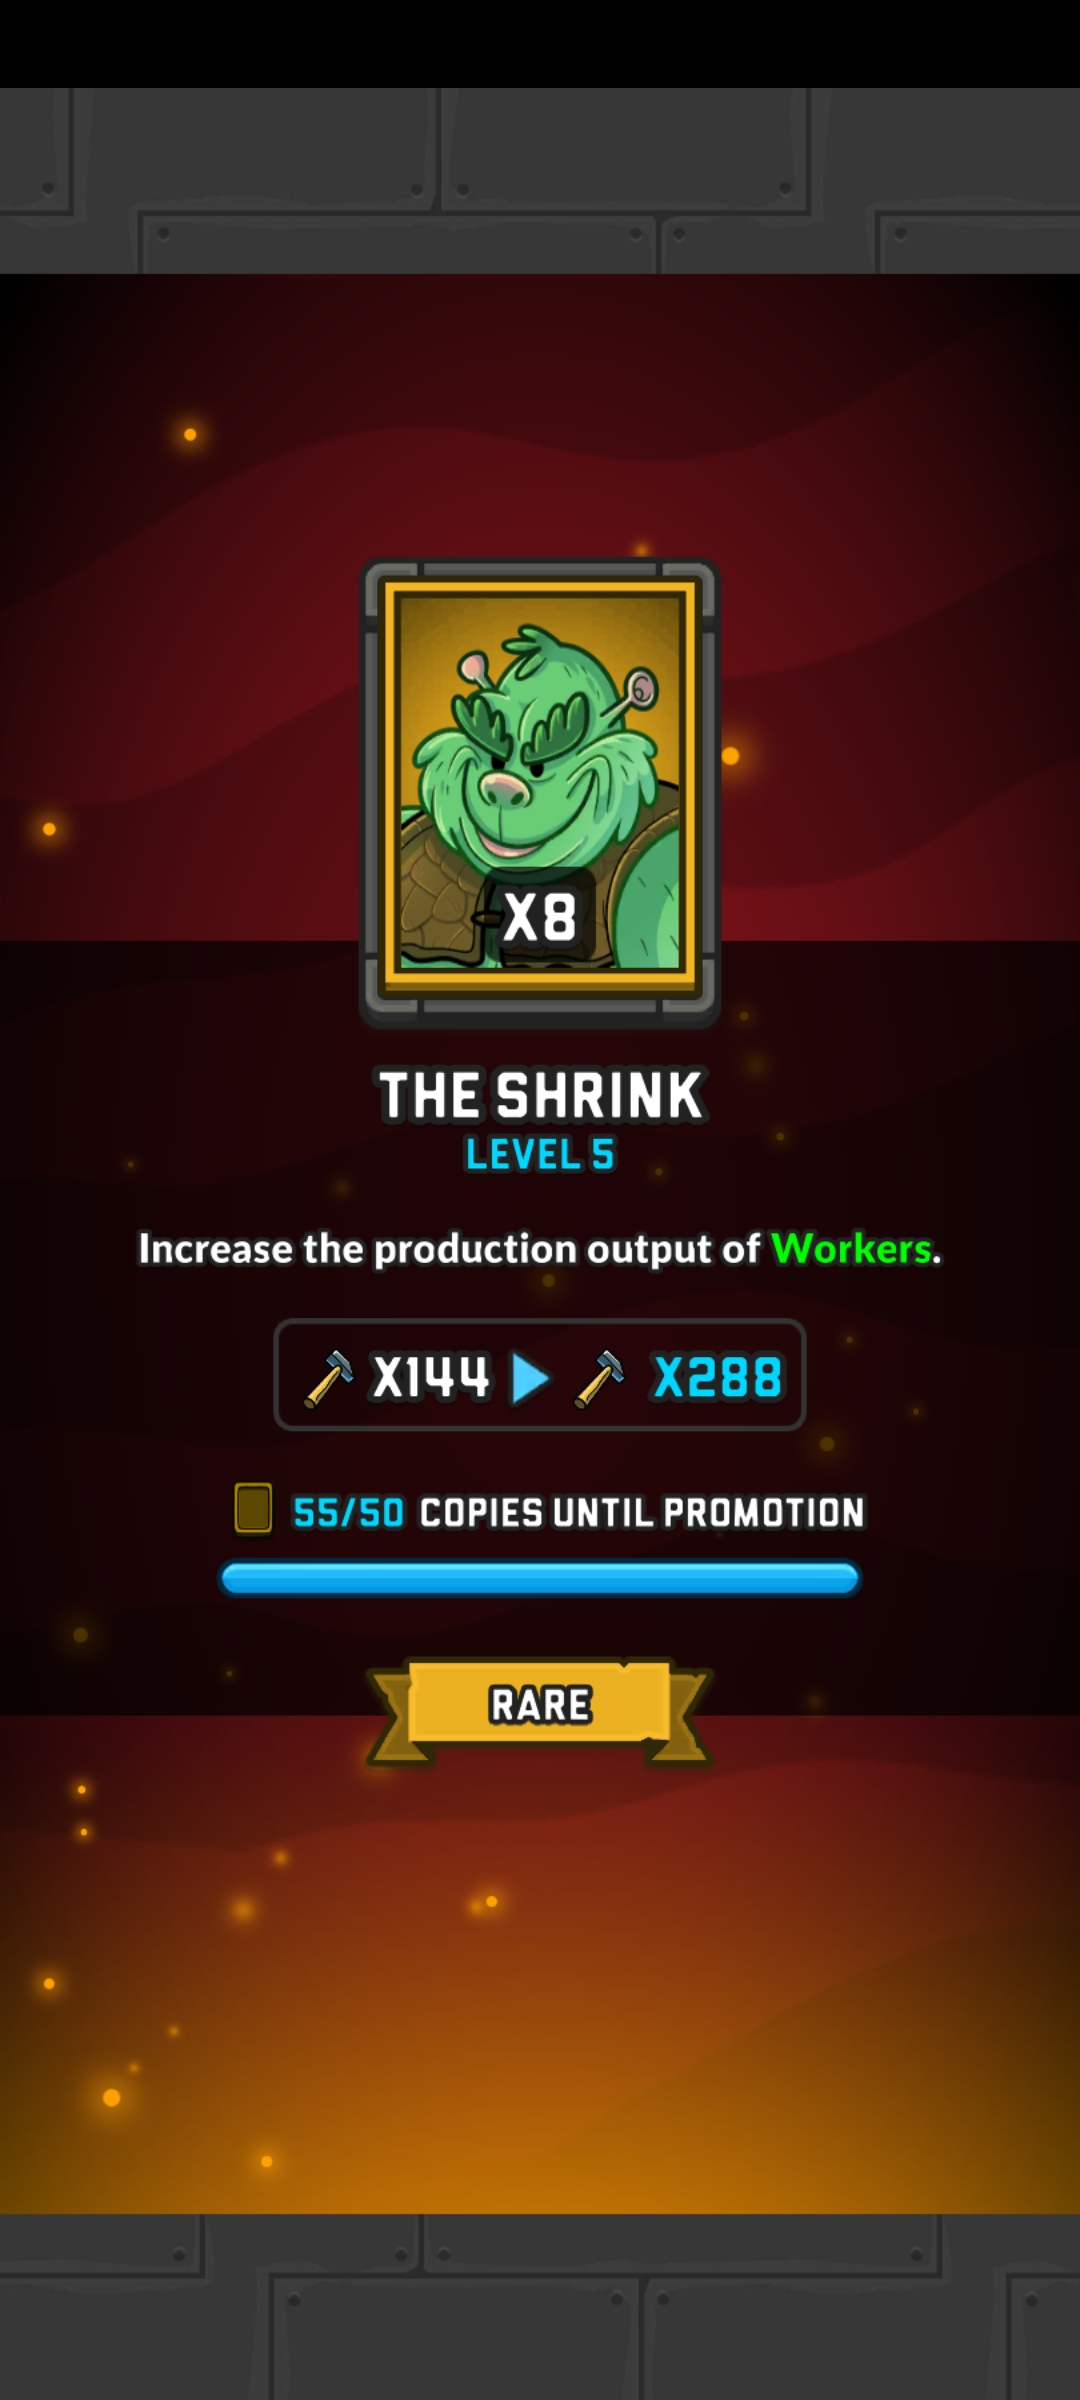 X8
THE SHRINK
LEVEL 5
Increase the production output of Workers.
X144 X288
55/50 COPIES UNTIL PROMOTION
RARE